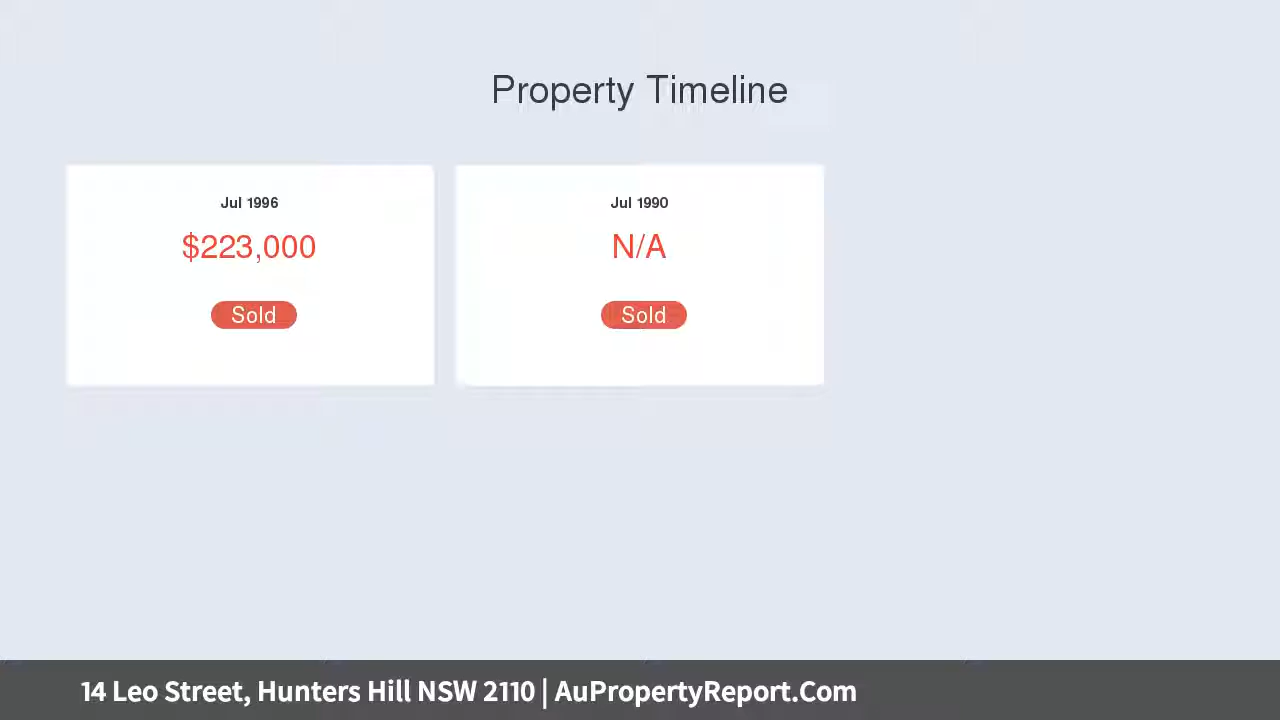 Property Timeline
Jul 1996
$223,000
Sold
Jul 1990
N/A
Sold
14 Leo Street, Hunters Hill NSW 2110 | AuPropertyReport.Com